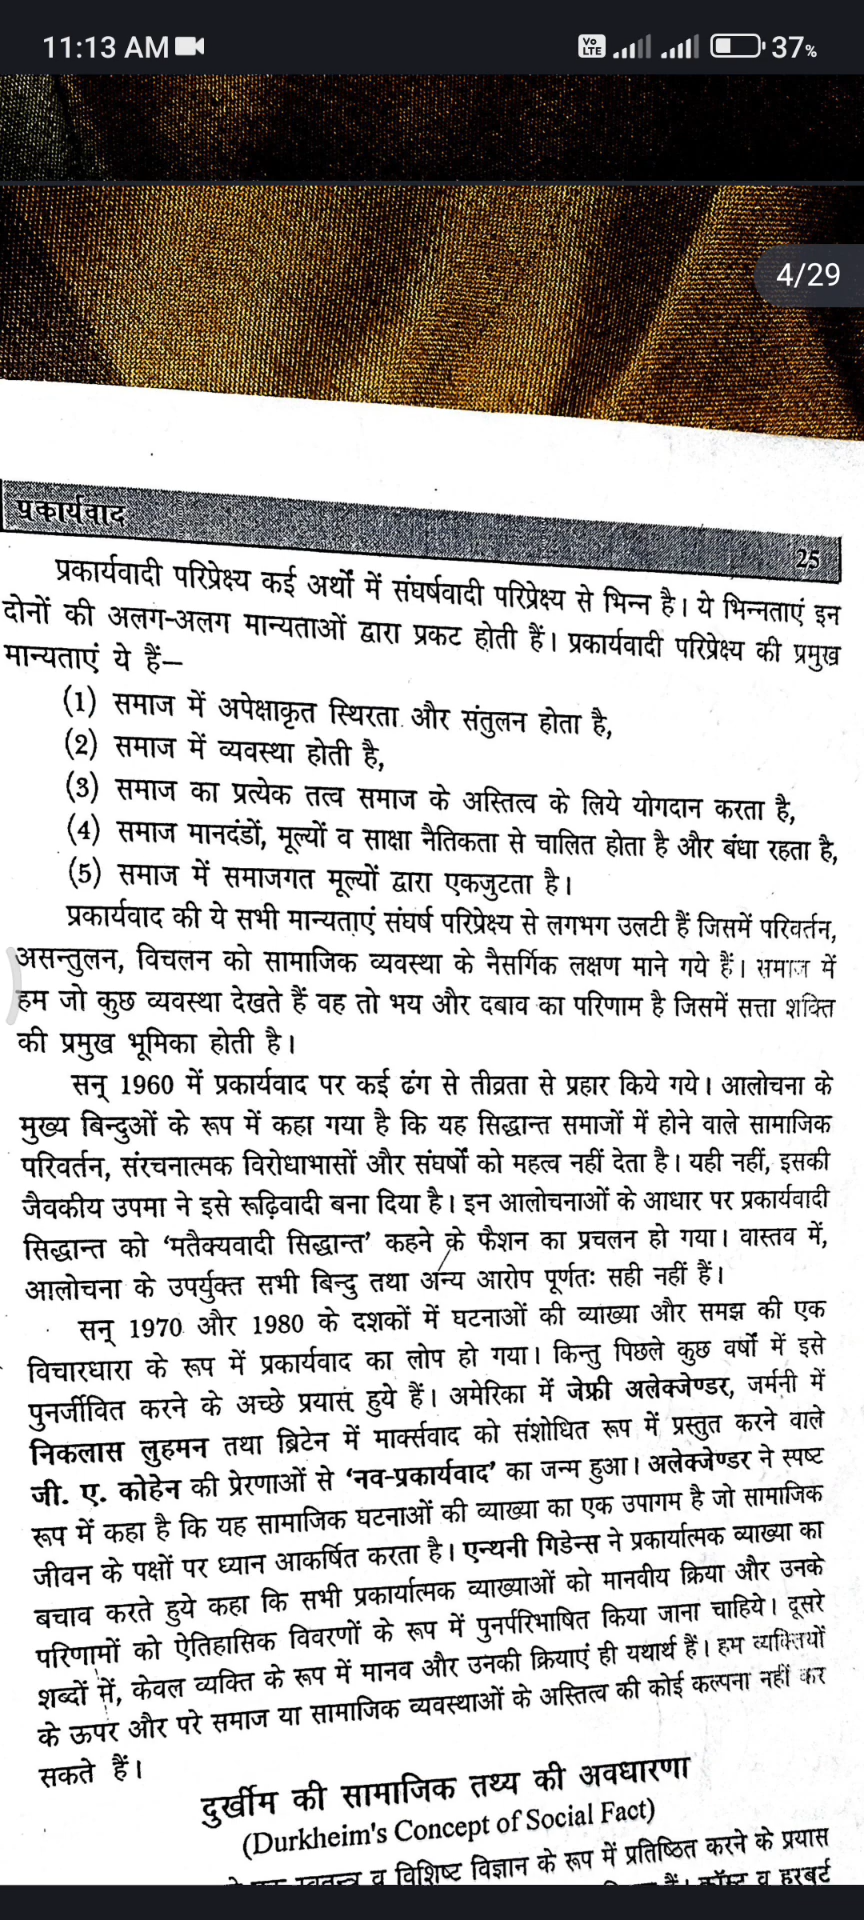 11:13 AM
Vo LTE 37%
4/29
प्रकार्यवाद
25
प्रकार्यवादी परिप्रेक्ष्य कई अर्थों में संघर्षवादी परिप्रेक्ष्य से भिन्न है। ये भिन्नताएं इन
दोनों की अलग-अलग मान्यताओं द्वारा प्रकट होती हैं। प्रकार्यवादी परिप्रेक्ष्य की प्रमुख
मान्यताएं ये हैं—
(1) समाज में अपेक्षाकृत स्थिरता और संतुलन होता है,
(2) समाज में व्यवस्था होती है,
(3) समाज का प्रत्येक तत्व समाज के अस्तित्व के लिये योगदान करता है,
(4) समाज मानदंडों, मूल्यों व साक्षा नैतिकता से चालित होता है और बंधा रहता है,
(5) समाज में समाजगत मूल्यों द्वारा एकजुटता है।
प्रकार्यवाद की ये सभी मान्यताएं संघर्ष परिप्रेक्ष्य से लगभग उलटी हैं जिसमें परिवर्तन,
असन्तुलन, विचलन को सामाजिक व्यवस्था के नैसर्गिक लक्षण माने गये हैं। समाज में
हम जो कुछ व्यवस्था देखते हैं वह तो भय और दबाव का परिणाम है जिसमें सत्ता शक्ति
की प्रमुख भूमिका होती है।
सन् 1960 में प्रकार्यवाद पर कई ढंग से तीव्रता से प्रहार किये गये। आलोचना के
मुख्य बिन्दुओं के रूप में कहा गया है कि यह सिद्धान्त समाजों में होने वाले सामाजिक
परिवर्तन, संरचनात्मक विरोधाभासों और संघर्षों को महत्व नहीं देता है। यही नहीं, इसकी
जैवकीय उपमा ने इसे रूढ़िवादी बना दिया है। इन आलोचनाओं के आधार पर प्रकार्यवादी
सिद्धान्त को ‘मतैक्यवादी सिद्धान्त’ कहने के फैशन का प्रचलन हो गया। वास्तव में,
आलोचना के उपर्युक्त सभी बिन्दु तथा अन्य आरोप पूर्णतः सही नहीं हैं।
सन् 1970 और 1980 के दशकों में घटनाओं की व्याख्या और समझ की एक
विचारधारा के रूप में प्रकार्यवाद का लोप हो गया। किन्तु पिछले कुछ वर्षों में इसे
पुनर्जीवित करने के अच्छे प्रयास हुये हैं। अमेरिका में जेफ्री अलेक्जेण्डर, जर्मनी में
निकलास लुहमन तथा ब्रिटेन में मार्क्सवाद को संशोधित रूप में प्रस्तुत करने वाले
जी. ए. कोहेन की प्रेरणाओं से ‘नव-प्रकार्यवाद’ का जन्म हुआ। अलेक्जेण्डर ने स्पष्ट
रूप में कहा है कि यह सामाजिक घटनाओं की व्याख्या का एक उपागम है जो सामाजिक
जीवन के पक्षों पर ध्यान आकर्षित करता है। एन्थनी गिडेन्स ने प्रकार्यात्मक व्याख्या का
बचाव करते हुये कहा कि सभी प्रकार्यात्मक व्याख्याओं को मानवीय क्रिया और उनके
परिणामों को ऐतिहासिक विवरणों के रूप में पुनर्परिभाषित किया जाना चाहिये। दूसरे
शब्दों में, केवल व्यक्ति के रूप में मानव और उनकी क्रियाएं ही यथार्थ हैं। हम व्यक्तियों
के ऊपर और परे समाज या सामाजिक व्यवस्थाओं के अस्तित्व की कोई कल्पना नहीं कर
सकते हैं।
दुर्खीम की सामाजिक तथ्य की अवधारणा
(Durkheim's Concept of Social Fact)
व विशिष्ट विज्ञान के रूप में प्रतिष्ठित करने के प्रयास
व हरबर्ट